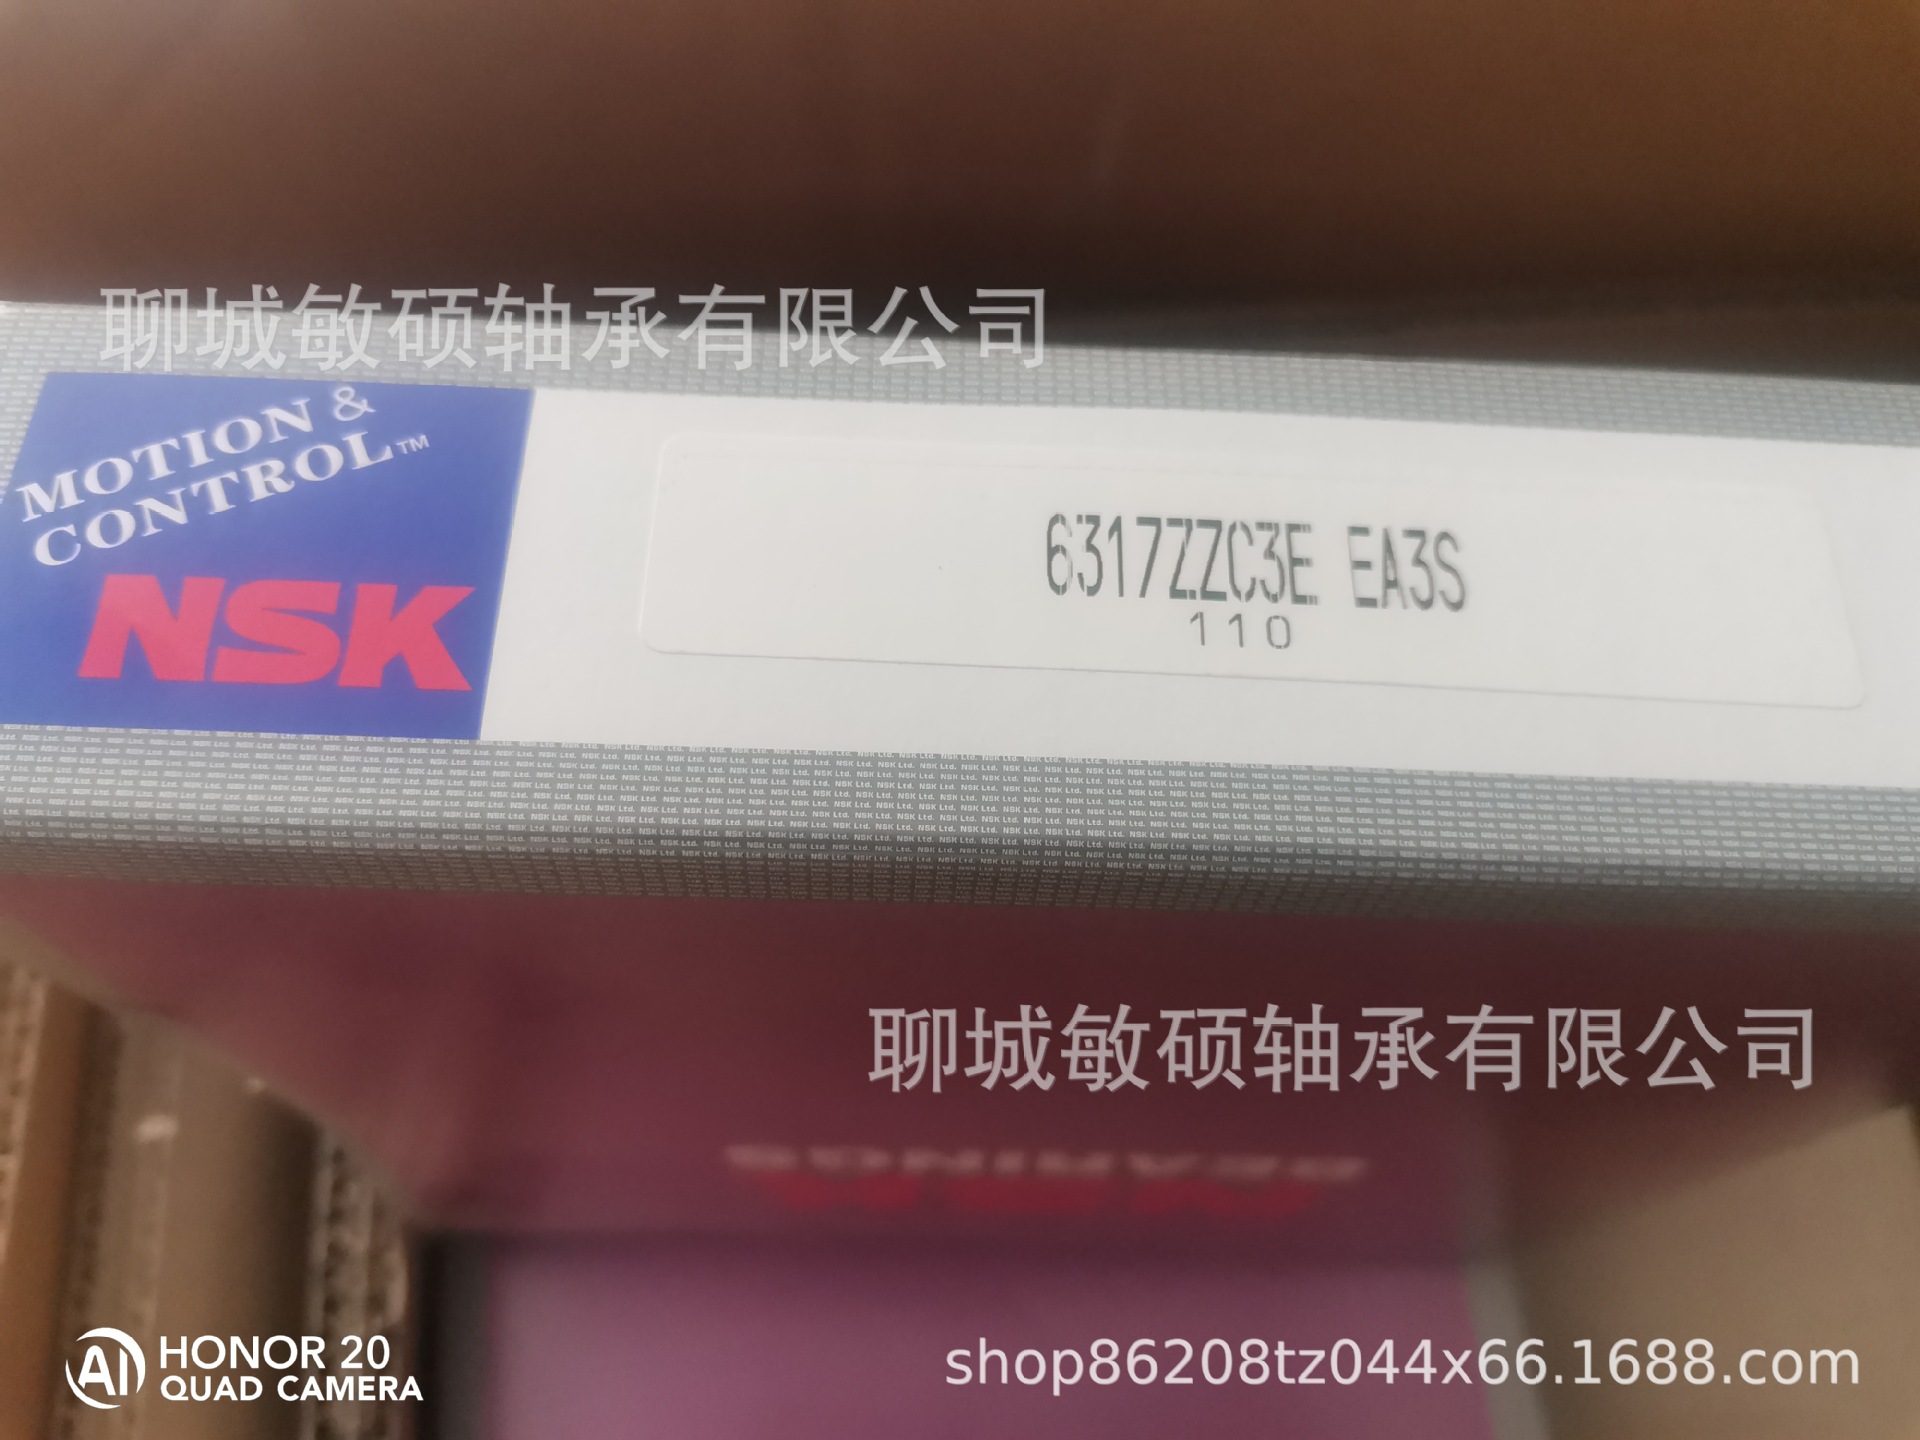 聊城敏硕轴承有限公司
MOTION &
CONTROL™
NSK
6317ZZC3E EA3S
110
聊城敏硕轴承有限公司
AI HONOR 20
QUAD CAMERA
shop86208tz044x66.1688.com